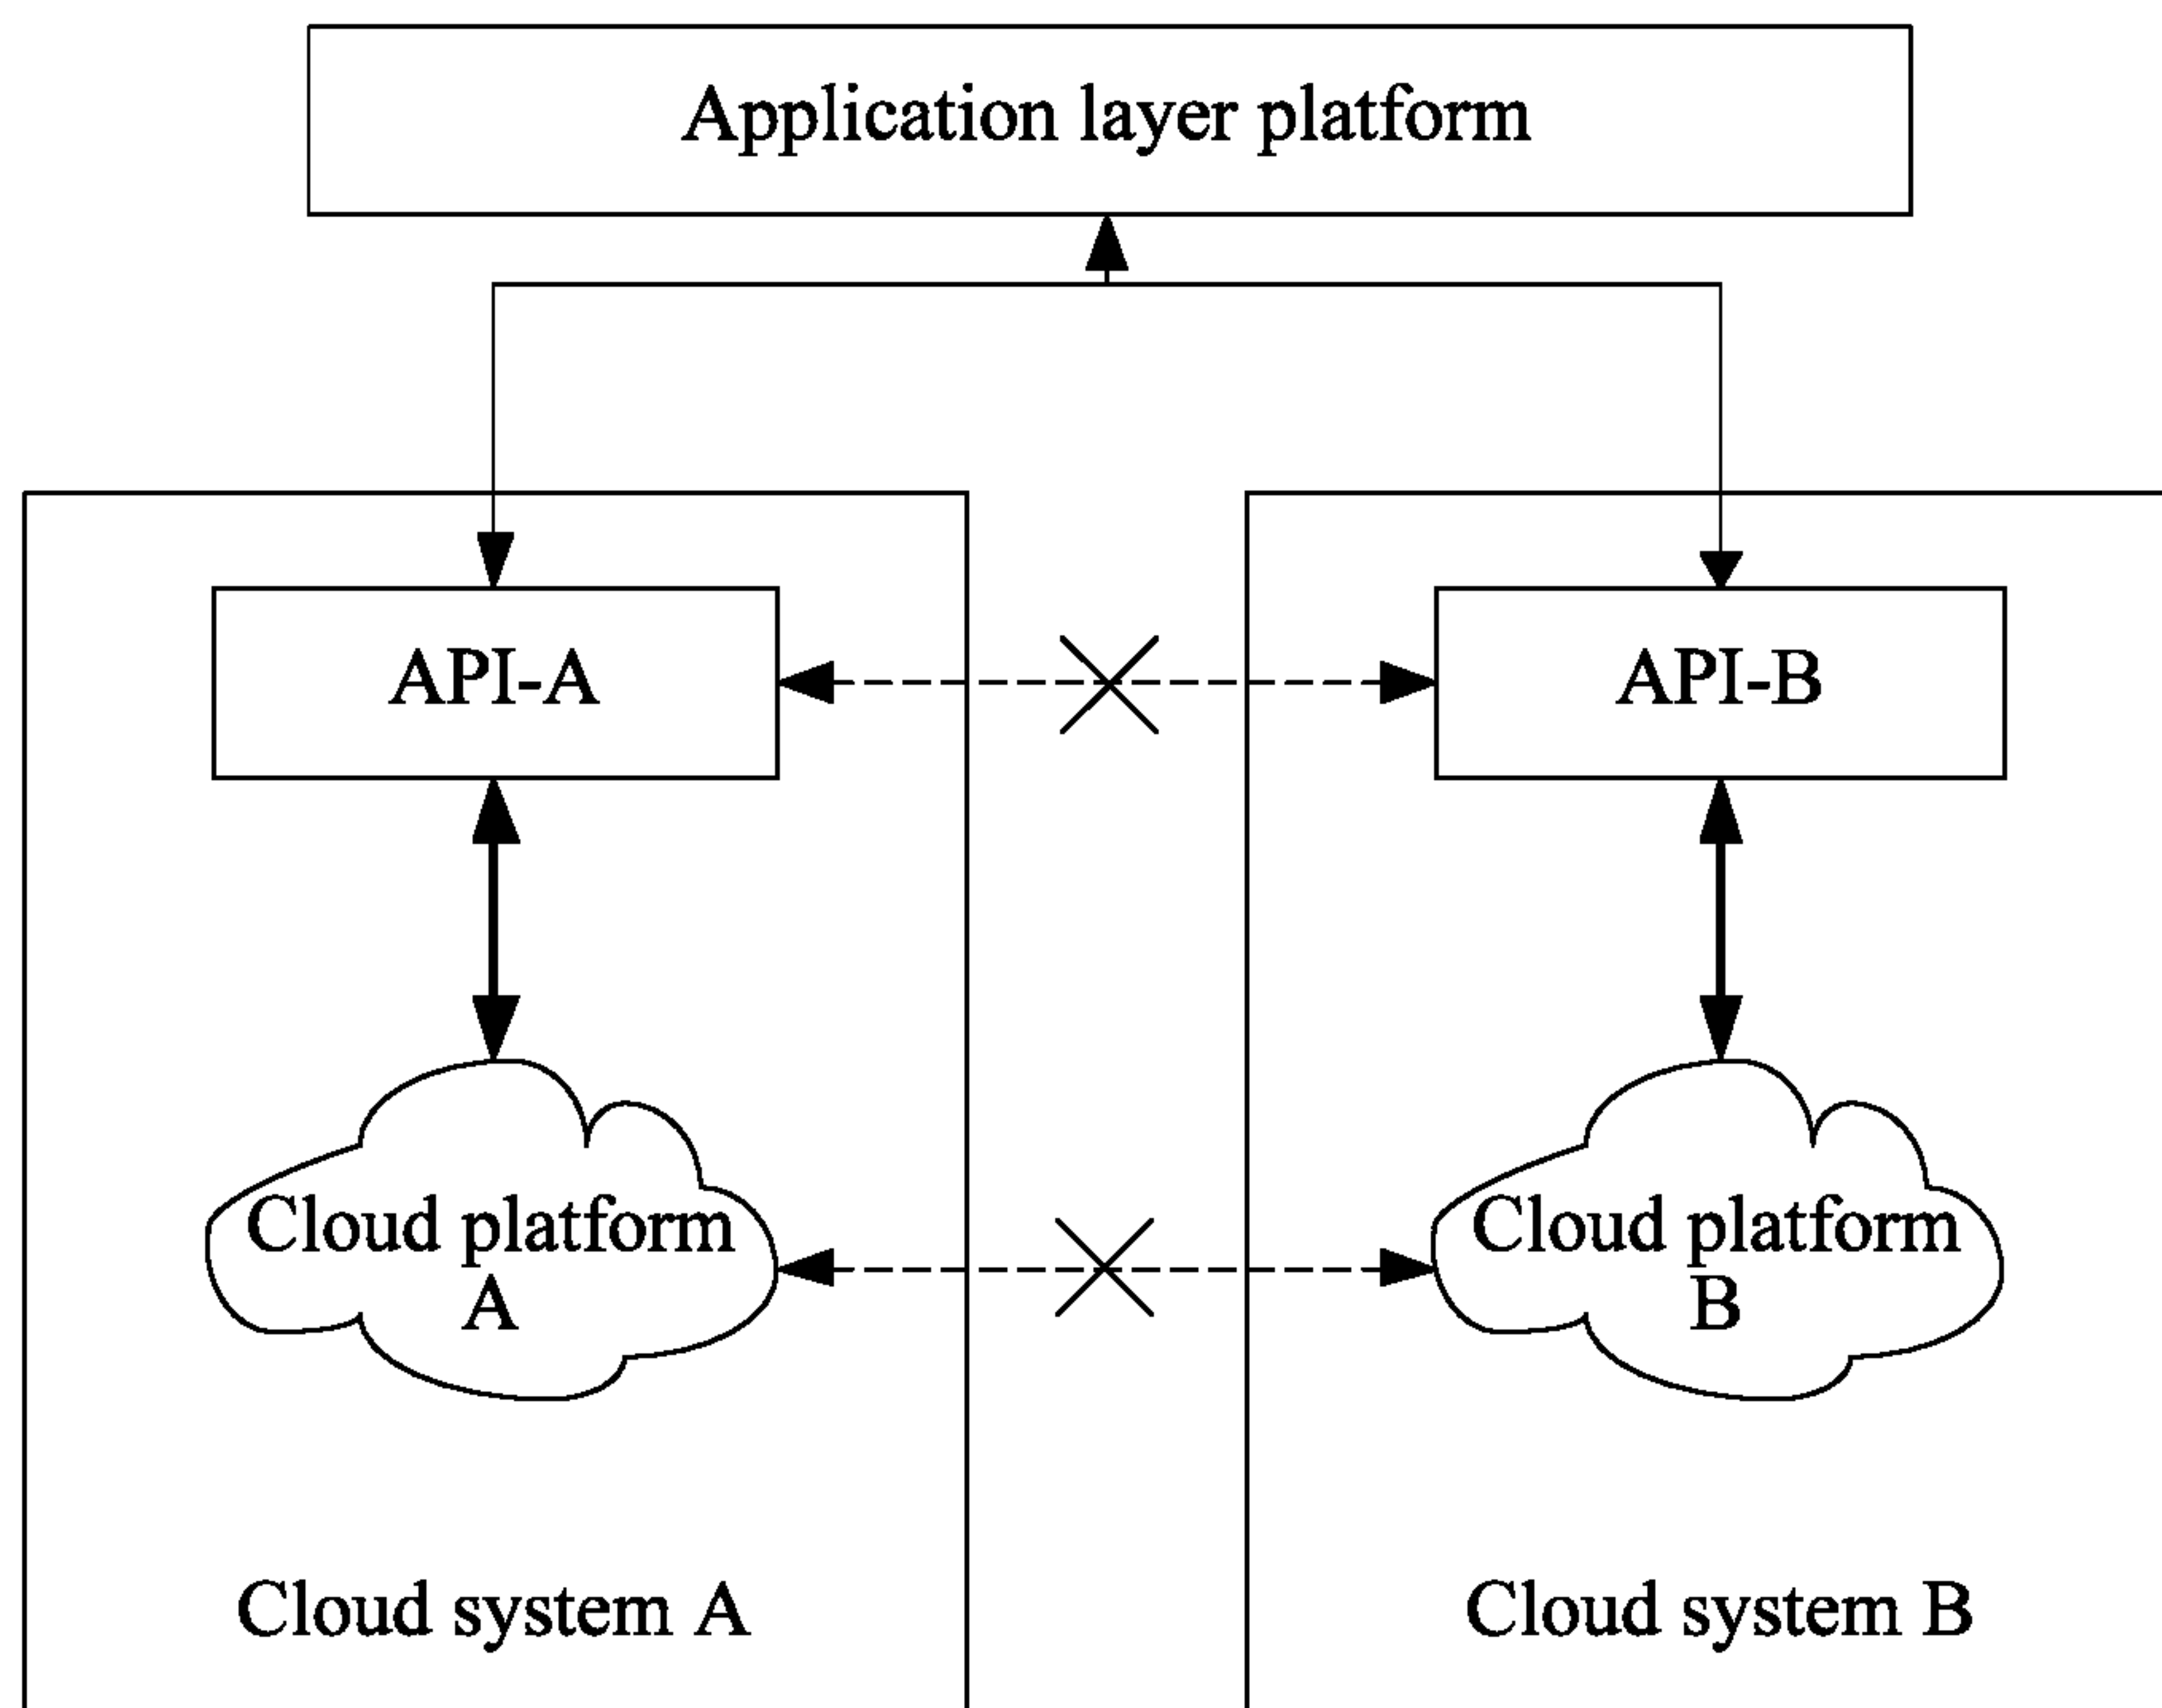 Application layer platform
API-A
API-B
Cloud platform
A
Cloud platform
B
Cloud system A
Cloud system B